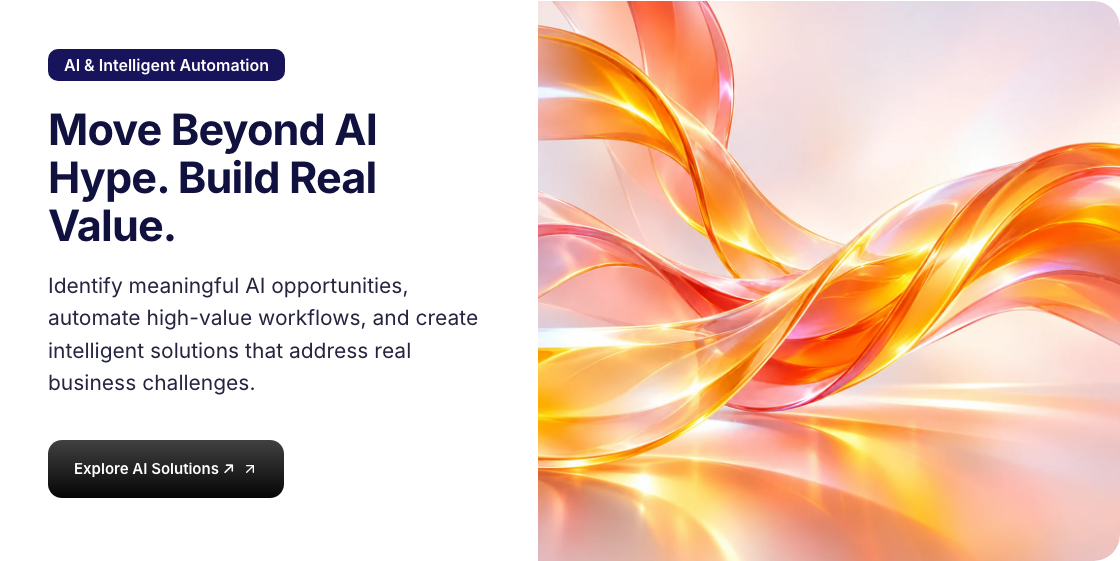 AI & Intelligent Automation
Move Beyond AI
Hype. Build Real
Value.
Identify meaningful AI opportunities,
automate high-value workflows, and create
intelligent solutions that address real
business challenges.
Explore AI Solutions ↗ ↗